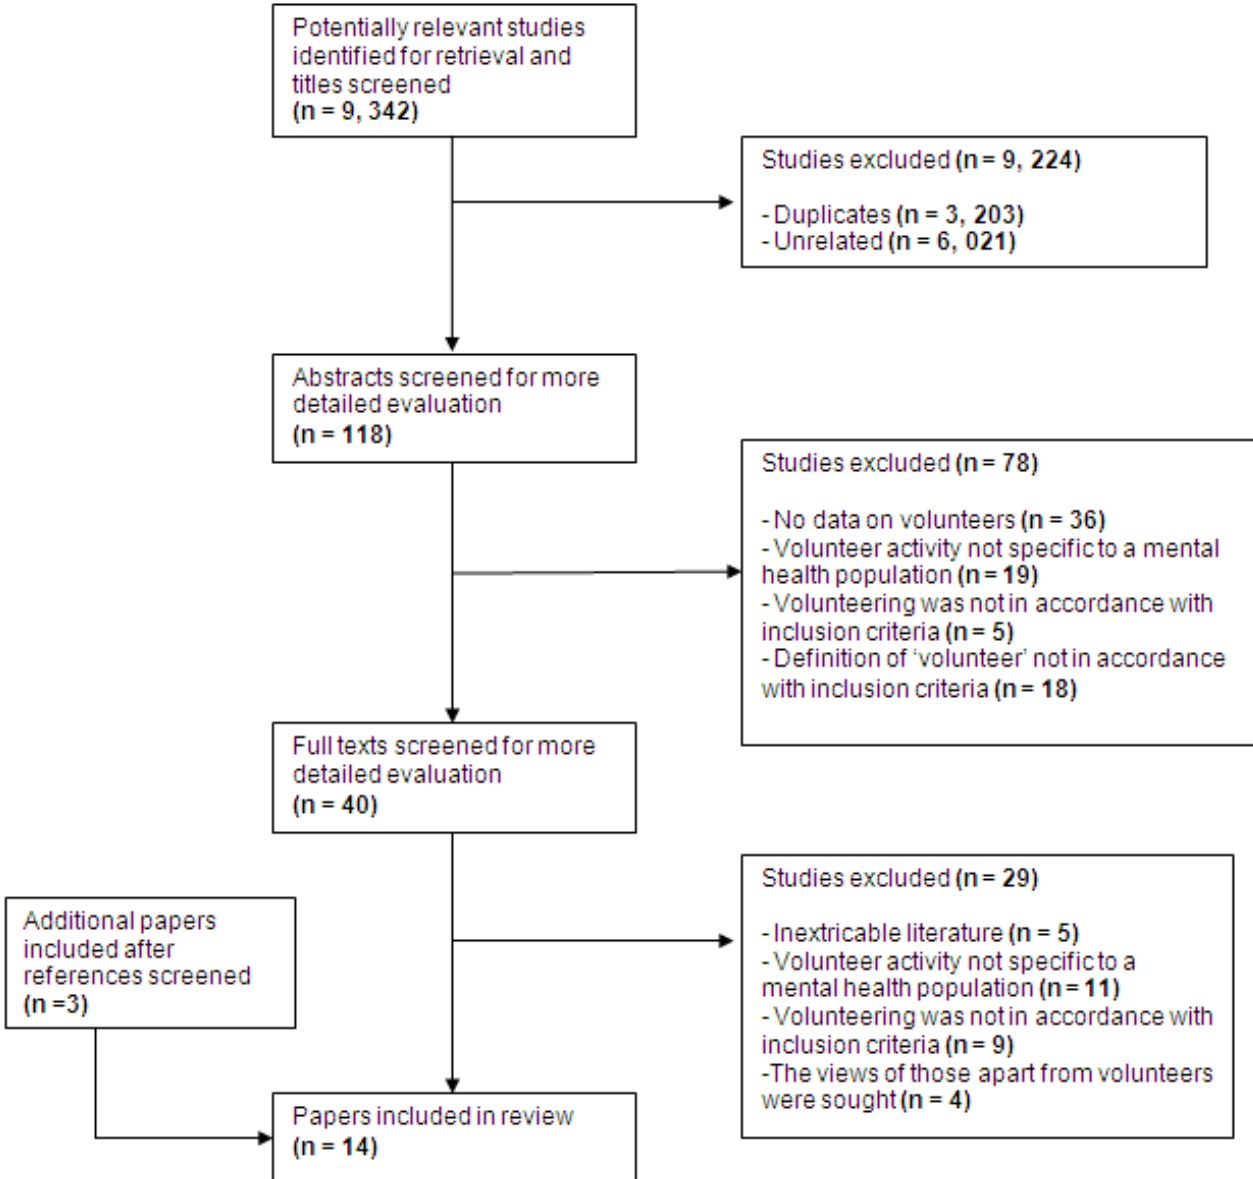 Potentially relevant studies
identified for retrieval and
titles screened
(n = 9, 342)
Studies excluded (n = 9, 224)
- Duplicates (n = 3, 203)
- Unrelated (n = 6, 021)
Abstracts screened for more
detailed evaluation
(n = 118)
Studies excluded (n = 78)
- No data on volunteers (n = 36)
- Volunteer activity not specific to a mental
health population (n = 19)
- Volunteering was not in accordance with
inclusion criteria (n = 5)
- Definition of ‘volunteer’ not in accordance
with inclusion criteria (n = 18)
Full texts screened for more
detailed evaluation
(n = 40)
Studies excluded (n = 29)
- Inextricable literature (n = 5)
- Volunteer activity not specific to a
mental health population (n = 11)
- Volunteering was not in accordance with
inclusion criteria (n = 9)
-The views of those apart from volunteers
were sought (n = 4)
Additional papers
included after
references screened
(n =3)
Papers included in review
(n = 14)